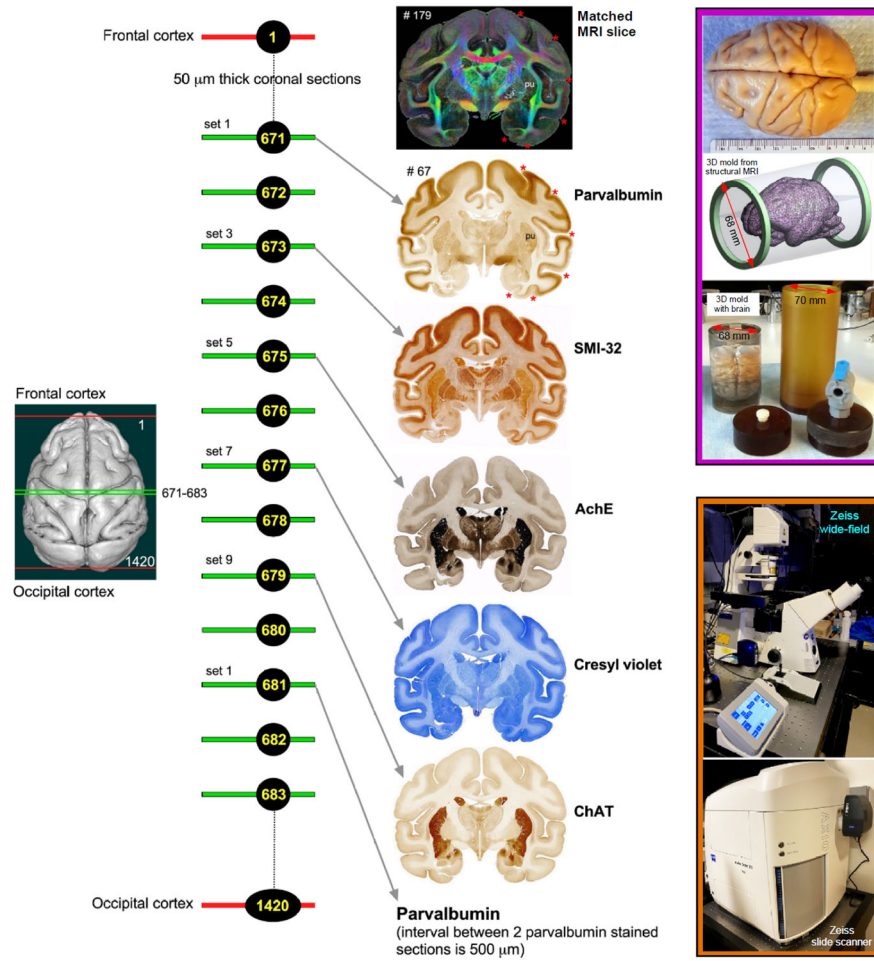 Frontal cortex
1
50 μm thick coronal sections
set 1
671
672
set 3
673
674
set 5
675
676
set 7
677
678
set 9
679
680
set 1
681
682
683
Occipital cortex
1420
Frontal cortex
1
671-683
1420
Occipital cortex
# 179
pu
Matched
MRI slice
# 67
pu
Parvalbumin
SMI-32
AchE
Cresyl violet
ChAT
Parvalbumin
(interval between 2 parvalbumin stained
sections is 500 μm)
3D mold from
structural MRI
68 mm
3D mold
with brain
68 mm
70 mm
Zeiss
wide-field
Zeiss
slide scanner